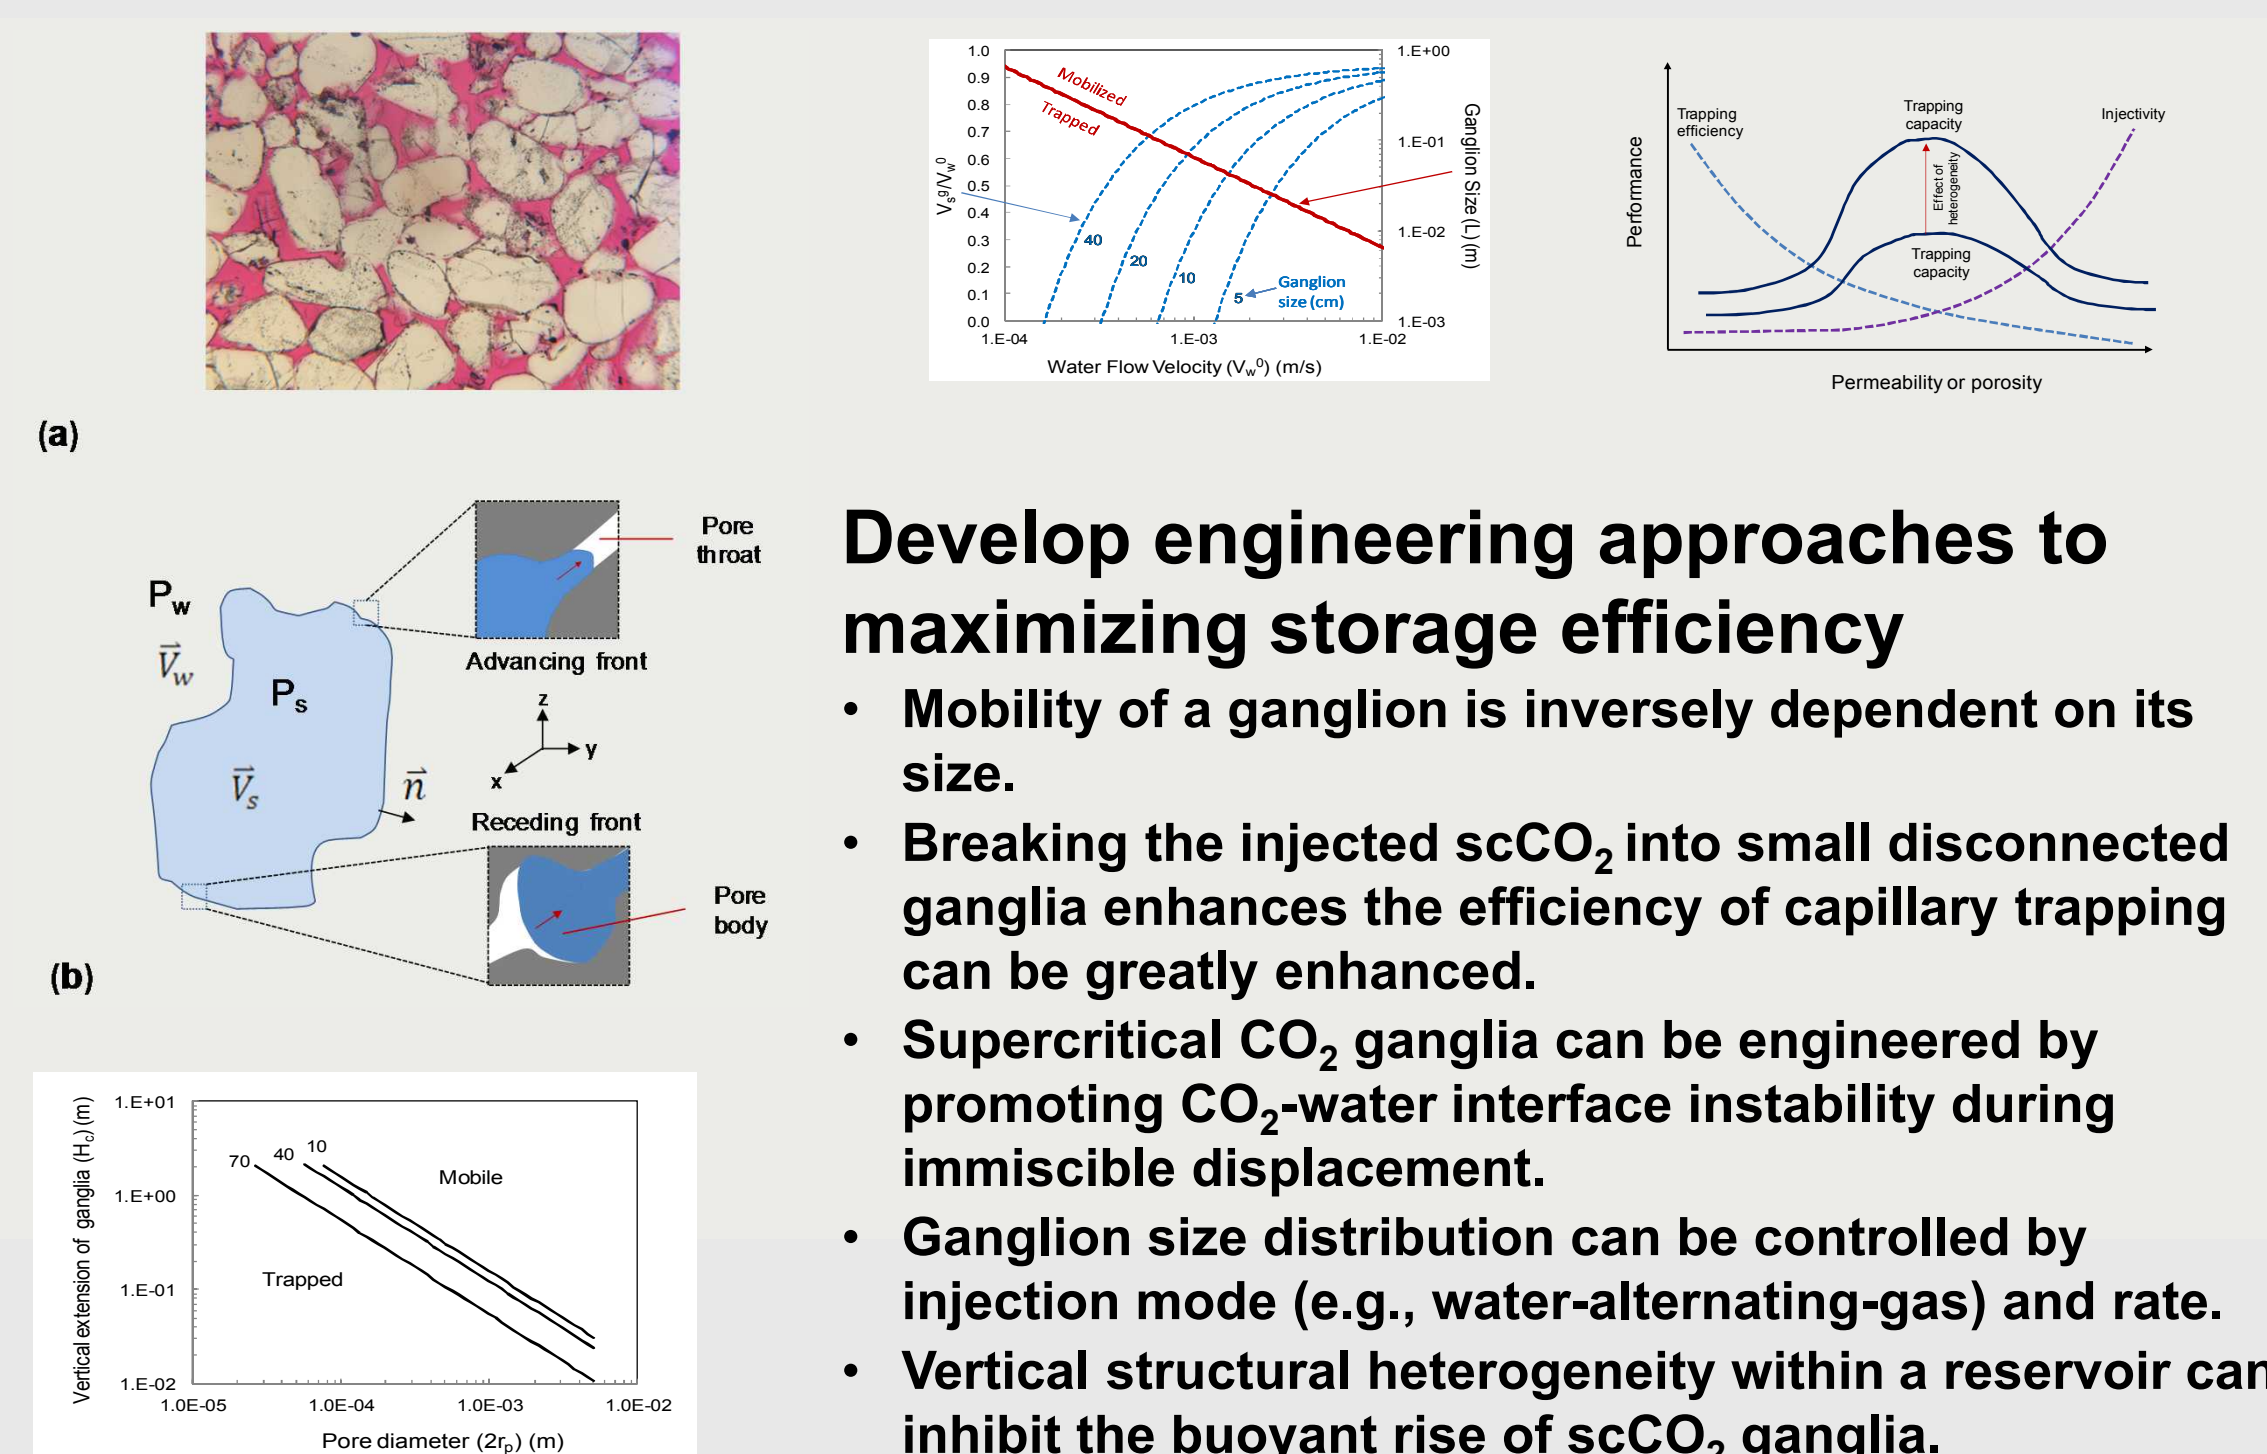 1.0
0.9
0.8
0.7
0.6
0.5
0.4
0.3
0.2
0.1
0.0
Vₛᵍ/V_w⁰
Mobilized
Trapped
40
20
10
5
Ganglion
size (cm)
1.E+00
1.E-01
1.E-02
1.E-03
Ganglion Size (L) (m)
1.E-04
1.E-03
1.E-02
Water Flow Velocity (V_w⁰) (m/s)
Performance
Trapping
efficiency
Trapping
capacity
Injectivity
Effect of
heterogeneity
Trapping
capacity
Permeability or porosity
(a)
Pore
throat
P_w
V⃗_w
Advancing front
Pₛ
z
y
x
V⃗ₛ
n⃗
Receding front
Pore
body
(b)
Vertical extension of ganglia (H_c) (m)
1.E+01
1.E+00
1.E-01
1.E-02
70
40
10
Mobile
Trapped
1.0E-05
1.0E-04
1.0E-03
1.0E-02
Pore diameter (2r_p) (m)
Develop engineering approaches to
maximizing storage efficiency
• Mobility of a ganglion is inversely dependent on its
size.
• Breaking the injected scCO₂ into small disconnected
ganglia enhances the efficiency of capillary trapping
can be greatly enhanced.
• Supercritical CO₂ ganglia can be engineered by
promoting CO₂-water interface instability during
immiscible displacement.
• Ganglion size distribution can be controlled by
injection mode (e.g., water-alternating-gas) and rate.
• Vertical structural heterogeneity within a reservoir can
inhibit the buoyant rise of scCO₂ ganglia.